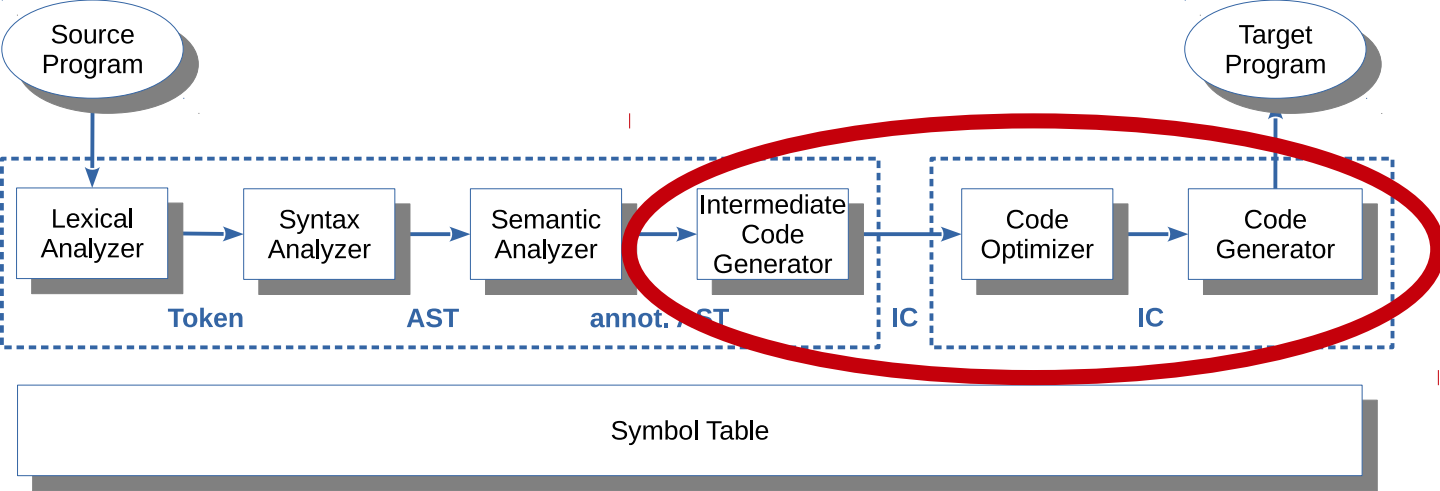 Source
Program
Target
Program
Lexical
Analyzer
Syntax
Analyzer
Semantic
Analyzer
Intermediate
Code
Generator
Code
Optimizer
Code
Generator
Token
AST
annot. AST
IC
IC
Symbol Table